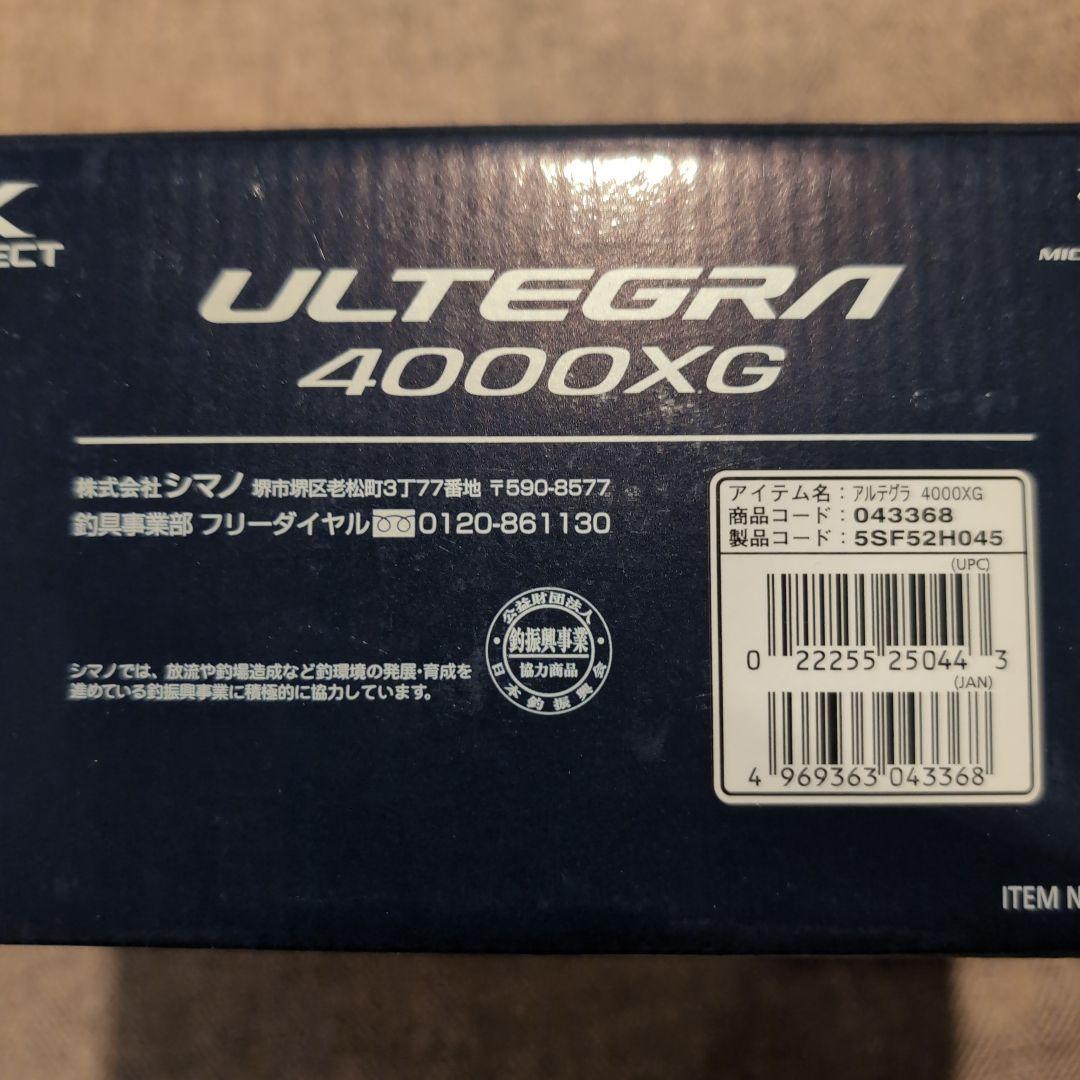 X
ECT
MIC
ULTEGRA
4000XG
株式会社シマノ 堺市堺区老松町3丁77番地 〒590-8577
釣具事業部 フリーダイヤル 0120-861130
シマノでは、放流や釣場造成など釣環境の発展・育成を
進めている釣振興事業に積極的に協力しています。
公益財団法人
釣振興事業
協力商品
日本釣振興会
アイテム名：アルテグラ 4000XG
商品コード：043368
製品コード：5SF52H045
(UPC)
0 22255 25044 3
(JAN)
4 969363 043368
ITEM N